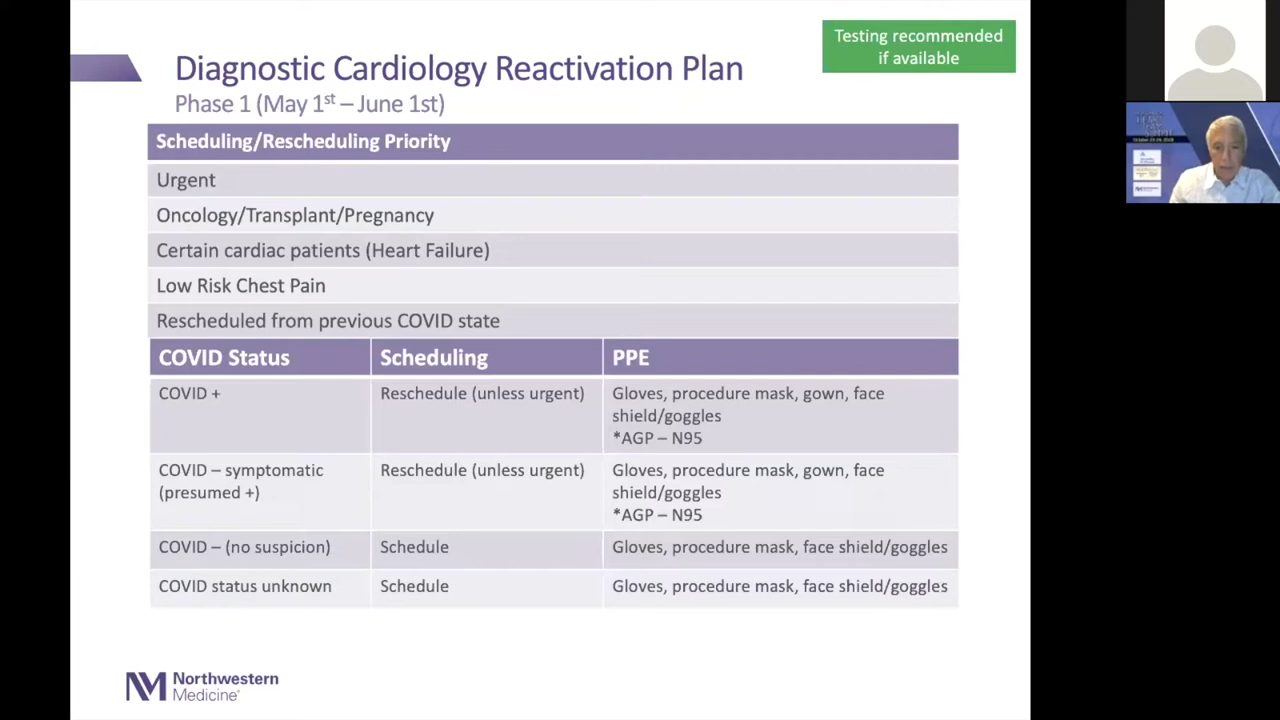 Testing recommended
if available
Diagnostic Cardiology Reactivation Plan
Phase 1 (May 1st – June 1st)
Scheduling/Rescheduling Priority
Urgent
Oncology/Transplant/Pregnancy
Certain cardiac patients (Heart Failure)
Low Risk Chest Pain
Rescheduled from previous COVID state
COVID Status Scheduling PPE
COVID + Reschedule (unless urgent) Gloves, procedure mask, gown, face
shield/goggles
*AGP – N95
COVID – symptomatic Reschedule (unless urgent) Gloves, procedure mask, gown, face
(presumed +) shield/goggles
*AGP – N95
COVID – (no suspicion) Schedule Gloves, procedure mask, face shield/goggles
COVID status unknown Schedule Gloves, procedure mask, face shield/goggles
NM Northwestern
Medicine®
HEART